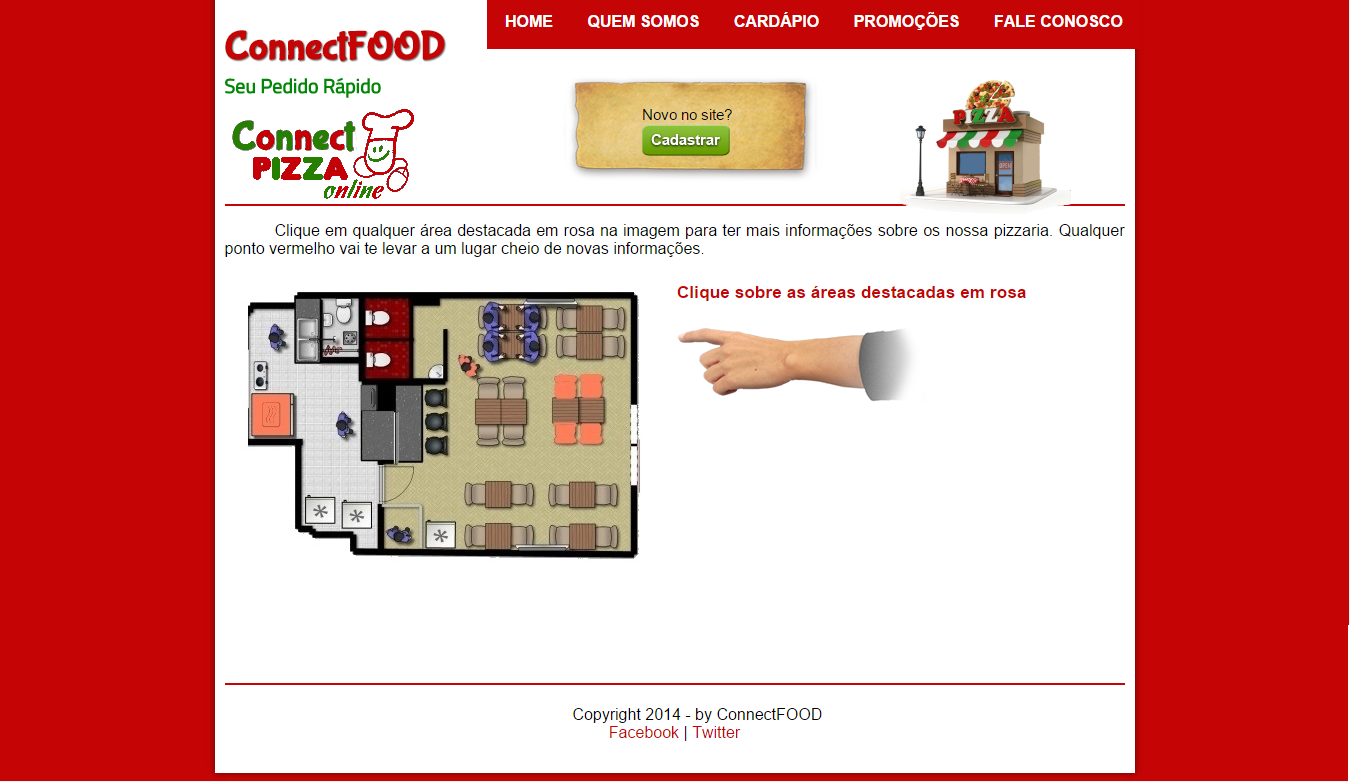 HOME QUEM SOMOS CARDÁPIO PROMOÇÕES FALE CONOSCO
ConnectFOOD
Seu Pedido Rápido
Connect
PIZZA
online
Novo no site?
Cadastrar
PIZZA
Clique em qualquer área destacada em rosa na imagem para ter mais informações sobre os nossa pizzaria. Qualquer
ponto vermelho vai te levar a um lugar cheio de novas informações.
Clique sobre as áreas destacadas em rosa
Copyright 2014 - by ConnectFOOD
Facebook | Twitter